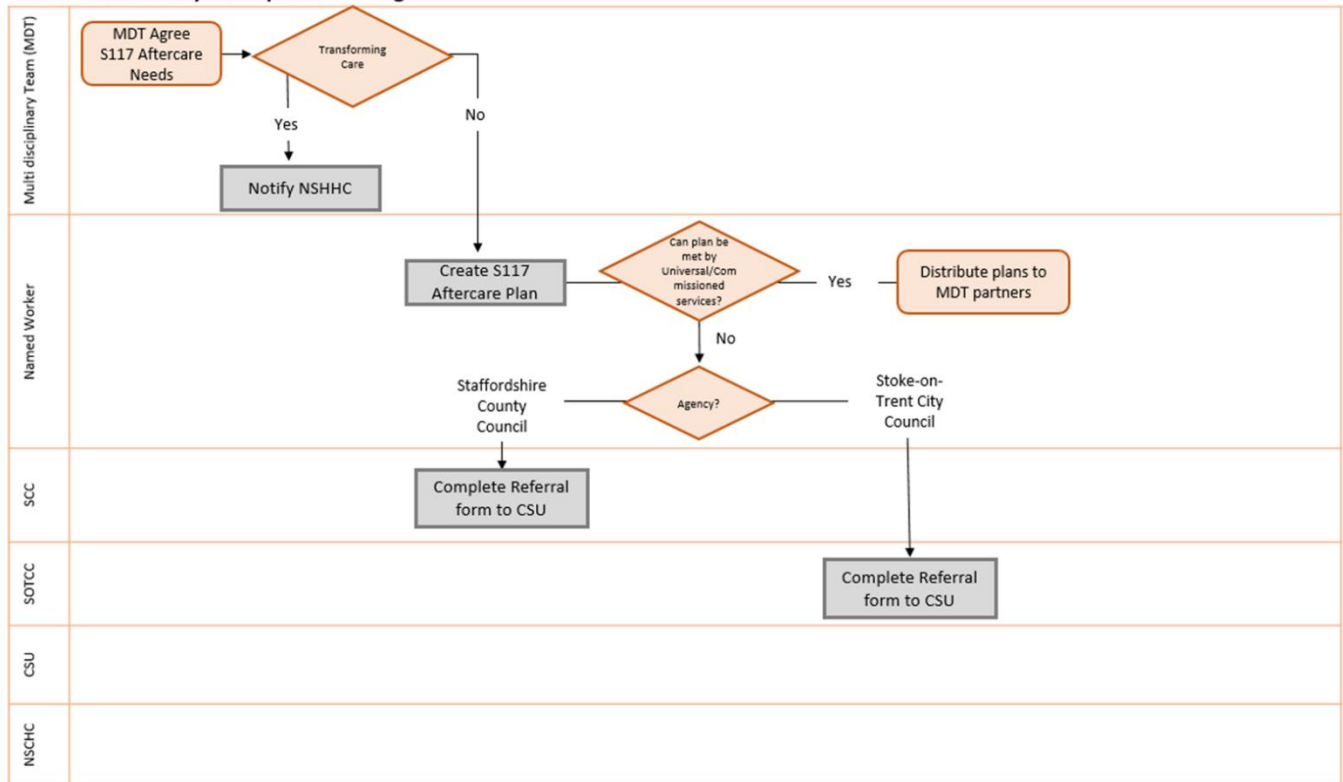 Multi disciplinary Team (MDT)
MDT Agree
S117 Aftercare
Needs
Transforming
Care
Yes
No
Notify NSHHC
Named Worker
Create S117
Aftercare Plan
Can plan be
met by
Universal/Com
missioned
services?
Yes
Distribute plans to
MDT partners
No
Staffordshire
County
Council
Agency?
Stoke-on-
Trent City
Council
SCC
Complete Referral
form to CSU
SOTCC
Complete Referral
form to CSU
CSU
NSCHC